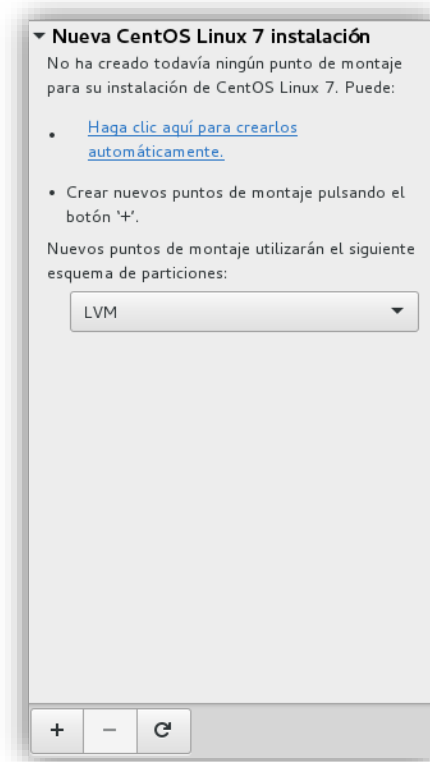 Nueva CentOS Linux 7 instalación
No ha creado todavía ningún punto de montaje
para su instalación de CentOS Linux 7. Puede:
• Haga clic aquí para crearlos
automáticamente.
• Crear nuevos puntos de montaje pulsando el
botón ‘+’.
Nuevos puntos de montaje utilizarán el siguiente
esquema de particiones:
LVM
+ −